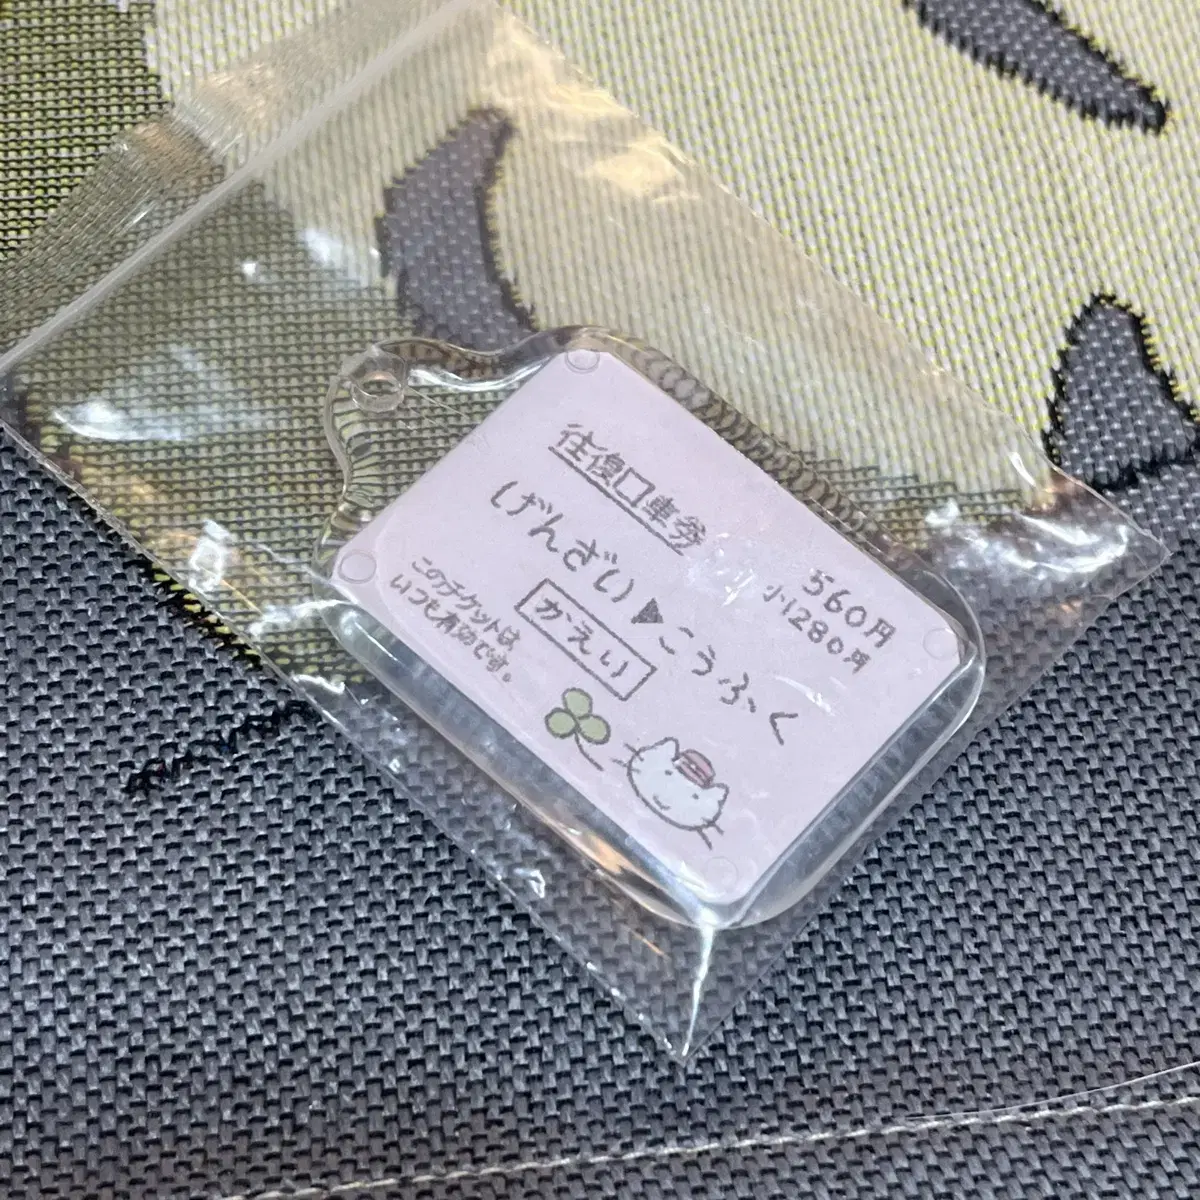 往復口車券
げんざい▶こうふく
560円
小1280円
かえり
このチケットは
いつも有効です。